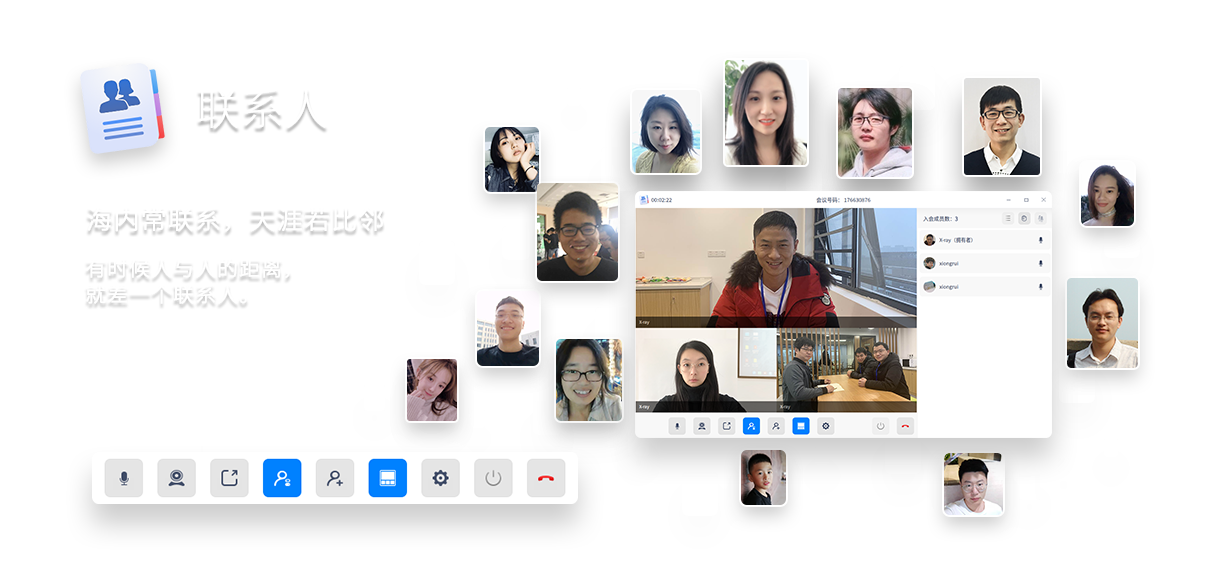 联系人
海内常联系，天涯若比邻
有时候人与人的距离，
就差一个联系人。
00:02:22
会议号码：176630876
入会成员数：3
X-ray（拥有者）
xiongrui
xiongrui
X-ray
X-ray
X-ray